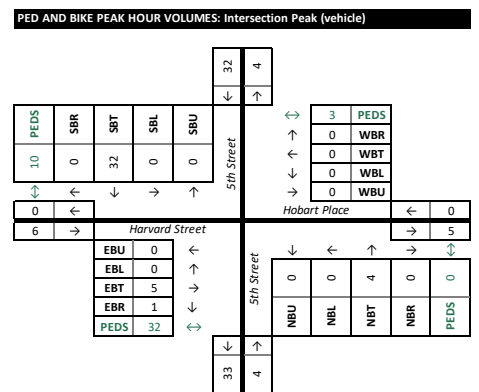 PED AND BIKE PEAK HOUR VOLUMES: Intersection Peak (vehicle)
32 4
↓ ↑
PEDS SBR SBT SBL SBU
10 0 32 0 0
↕ ← ↓ → ↑
5th Street
↔ 3 PEDS
↑ 0 WBR
← 0 WBT
↓ 0 WBL
→ 0 WBU
0 ←
Hobart Place
← 0
6 →
Harvard Street
→ 5
EBU 0 ←
EBL 0 ↑
EBT 5 →
EBR 1 ↓
PEDS 32 ↔
5th Street
↓ ← ↑ → ↕
0 0 4 0 0
NBU NBL NBT NBR PEDS
↓ ↑
33 4